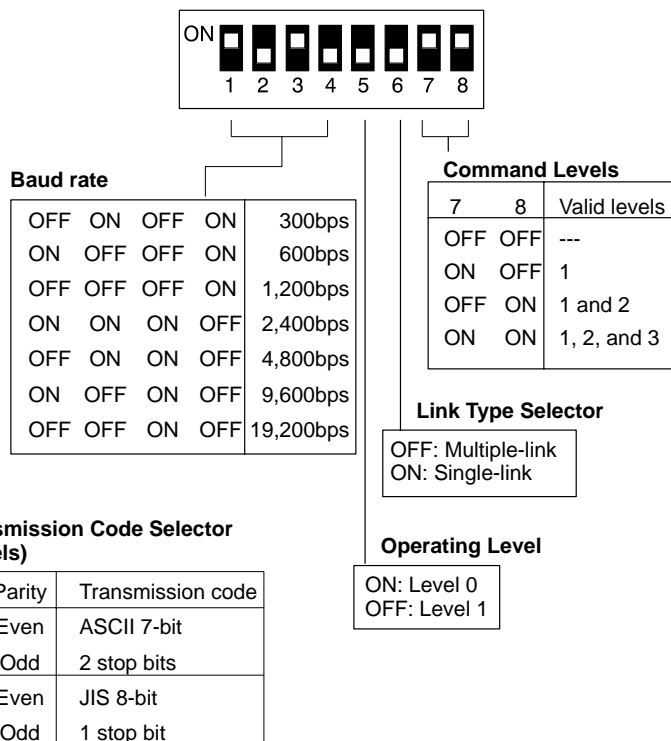 ON
1 2 3 4 5 6 7 8
Baud rate
OFF ON OFF ON 300bps
ON OFF OFF ON 600bps
OFF OFF OFF ON 1,200bps
ON ON ON OFF 2,400bps
OFF ON ON OFF 4,800bps
ON OFF ON OFF 9,600bps
OFF OFF ON OFF 19,200bps
Command Levels
7 8 Valid levels
OFF OFF ---
ON OFF 1
OFF ON 1 and 2
ON ON 1, 2, and 3
Link Type Selector
OFF: Multiple-link
ON: Single-link
Operating Level
ON: Level 0
OFF: Level 1
smission Code Selector
els)
Parity Transmission code
Even ASCII 7-bit
Odd 2 stop bits
Even JIS 8-bit
Odd 1 stop bit